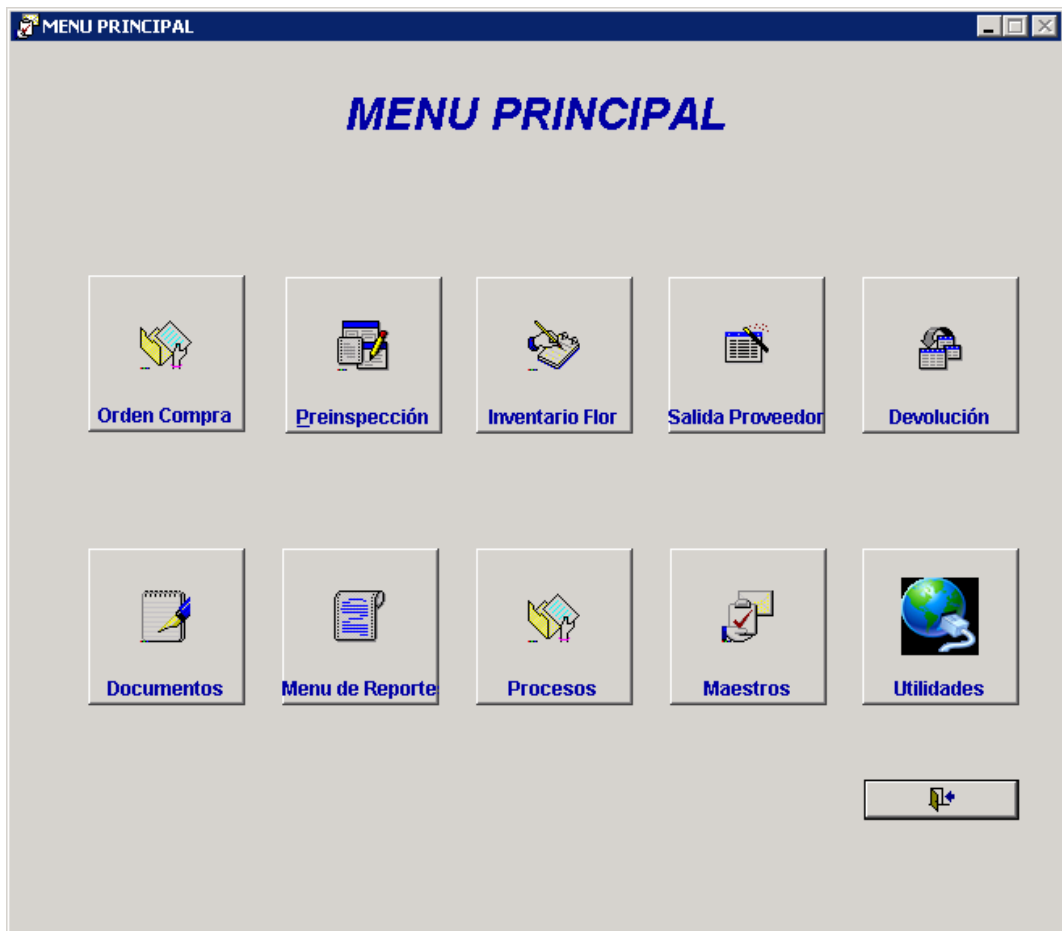 MENU PRINCIPAL
MENU PRINCIPAL
Orden Compra
Preinspección
Inventario Flor
Salida Proveedor
Devolución
Documentos
Menu de Reporte
Procesos
Maestros
Utilidades